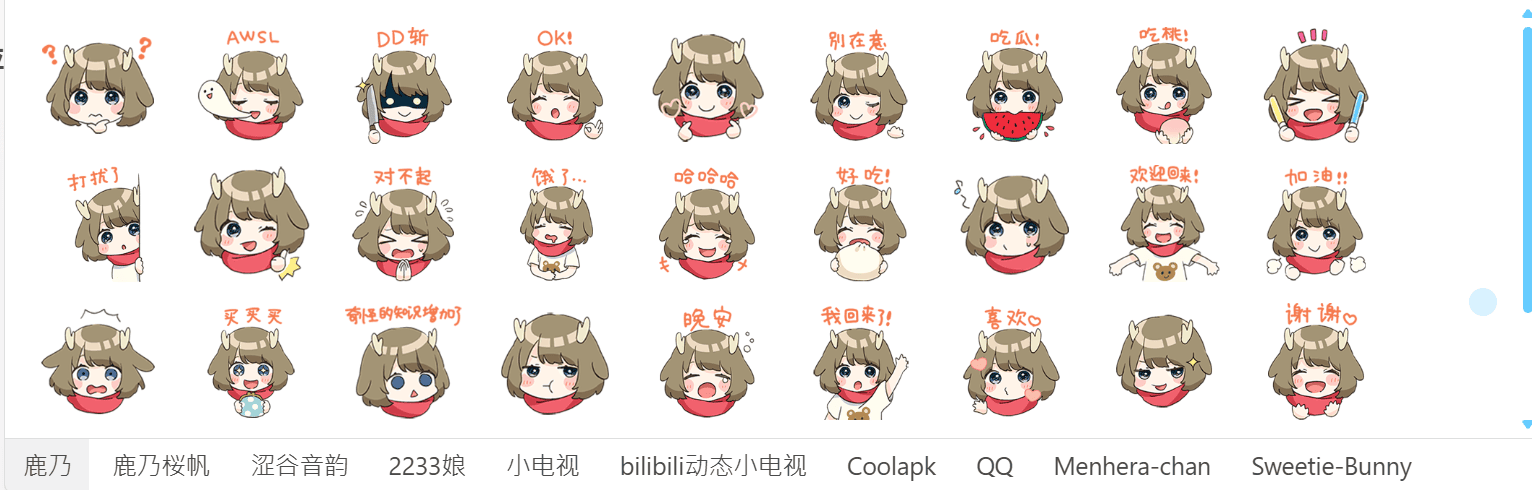 ? ?
AWSL
DD斩
OK!
别在意
吃瓜!
吃桃!
打扰了
对不起
饿了...
哈哈哈
好吃!
欢迎回来!
加油!!
买买买
奇怪的知识增加了
晚安
我回来了!
喜欢♡
谢谢♡
鹿乃
鹿乃桜帆
涩谷音韵
2233娘
小电视
bilibili动态小电视
Coolapk
QQ
Menhera-chan
Sweetie-Bunny